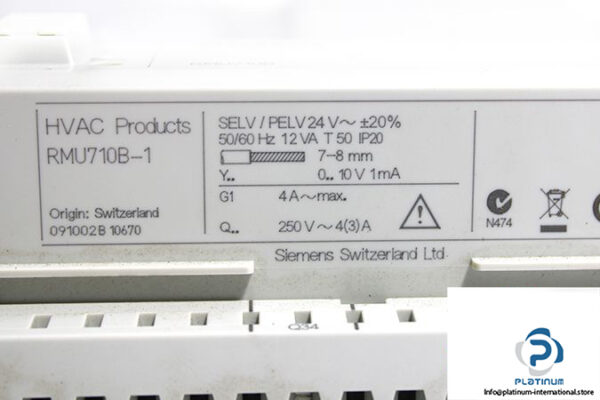 HVAC Products
RMU710B-1
Origin: Switzerland
091002B 10670
SELV / PELV 24 V~ ±20%
50/60 Hz 12 VA T 50 IP20
7-8 mm
Y.. 0.. 10 V 1mA
G1 4 A~max.
Q.. 250 V~4(3) A
N474
Siemens Switzerland Ltd.
Q34
PLATINUM
Info@platinum-international.store